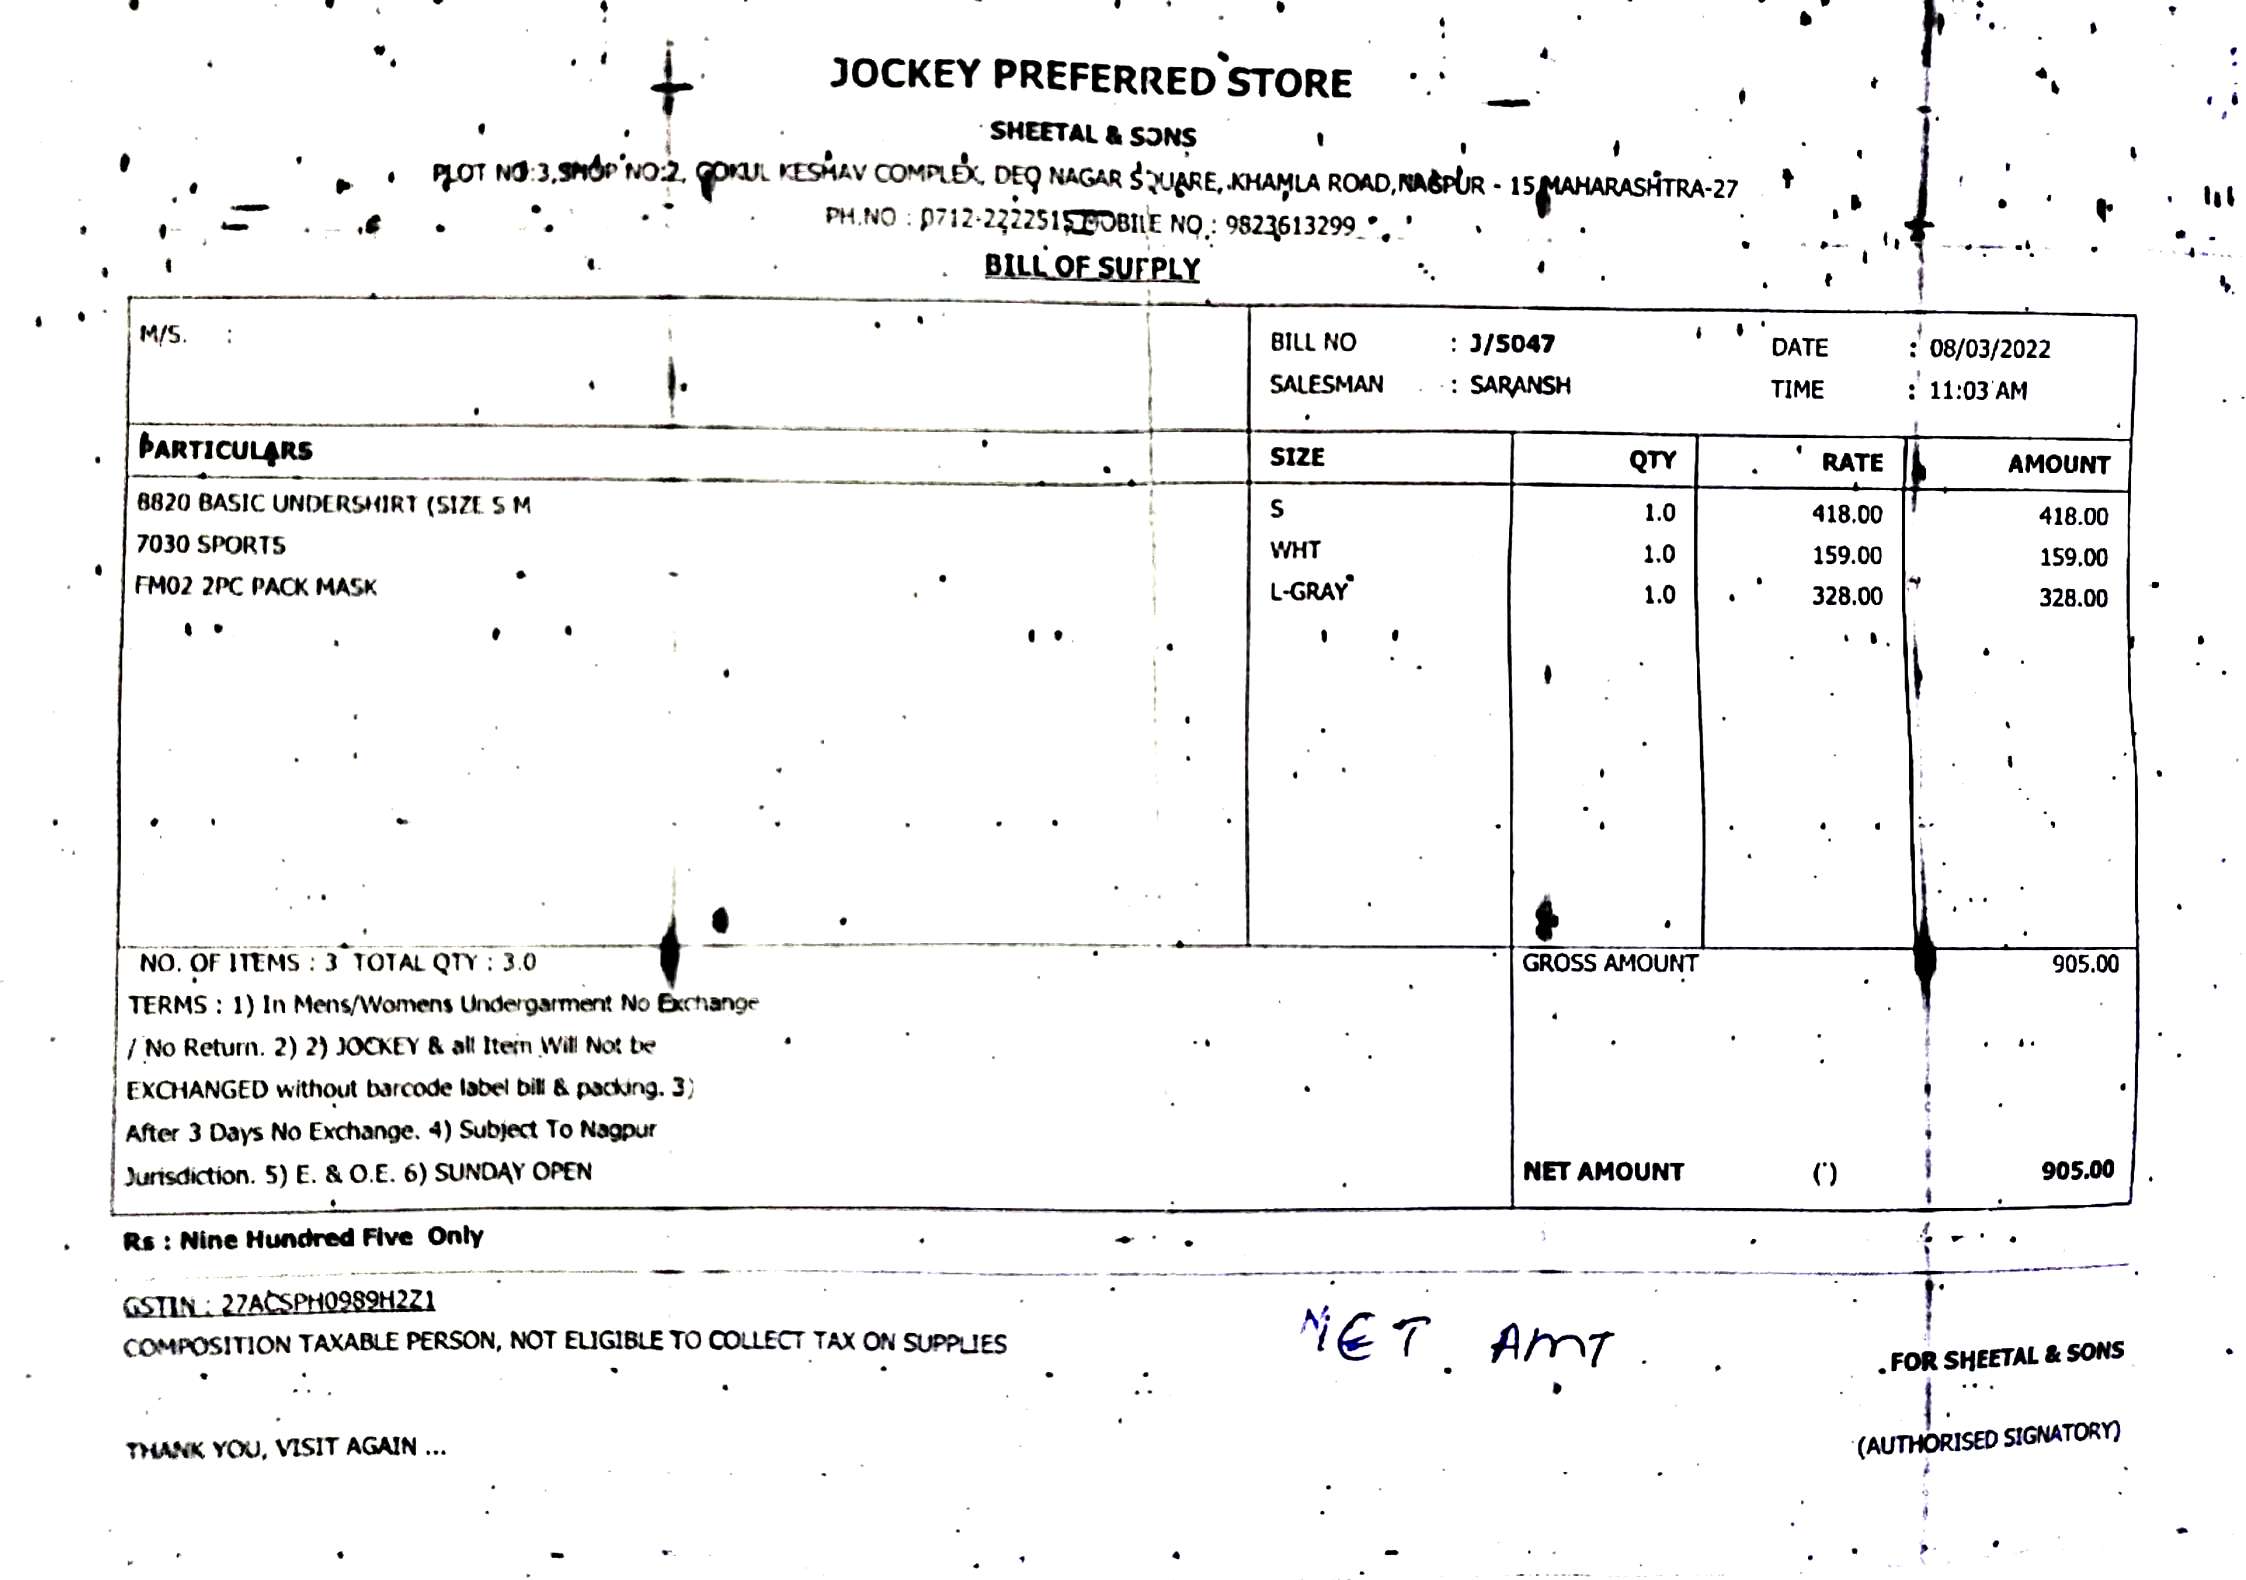 JOCKEY PREFERRED STORE
SHEETAL & SONS
PLOT NO:3,SHOP NO:2, GOKUL KESHAV COMPLEX, DEO NAGAR SQUARE, KHAMLA ROAD,NAGPUR - 15 MAHARASHTRA-27
PH.NO : 0712-2222515 MOBILE NO.: 9823613299
BILL OF SUPPLY
M/S. :
BILL NO : J/5047 DATE : 08/03/2022
SALESMAN : SARANSH TIME : 11:03 AM
PARTICULARS SIZE QTY RATE AMOUNT
8820 BASIC UNDERSHIRT (SIZE S M S 1.0 418.00 418.00
7030 SPORTS WHT 1.0 159.00 159.00
FM02 2PC PACK MASK L-GRAY 1.0 328.00 328.00
NO. OF ITEMS : 3 TOTAL QTY : 3.0 GROSS AMOUNT 905.00
TERMS : 1) In Mens/Womens Undergarment No Exchange
/ No Return. 2) 2) JOCKEY & all Item Will Not be
EXCHANGED without barcode label bill & packing. 3)
After 3 Days No Exchange. 4) Subject To Nagpur
Jurisdiction. 5) E. & O.E. 6) SUNDAY OPEN
NET AMOUNT (') 905.00
Rs : Nine Hundred Five Only
GSTIN : 27ACSPH0989H2Z1
COMPOSITION TAXABLE PERSON, NOT ELIGIBLE TO COLLECT TAX ON SUPPLIES
NET AMT
FOR SHEETAL & SONS
THANK YOU, VISIT AGAIN ...
(AUTHORISED SIGNATORY)